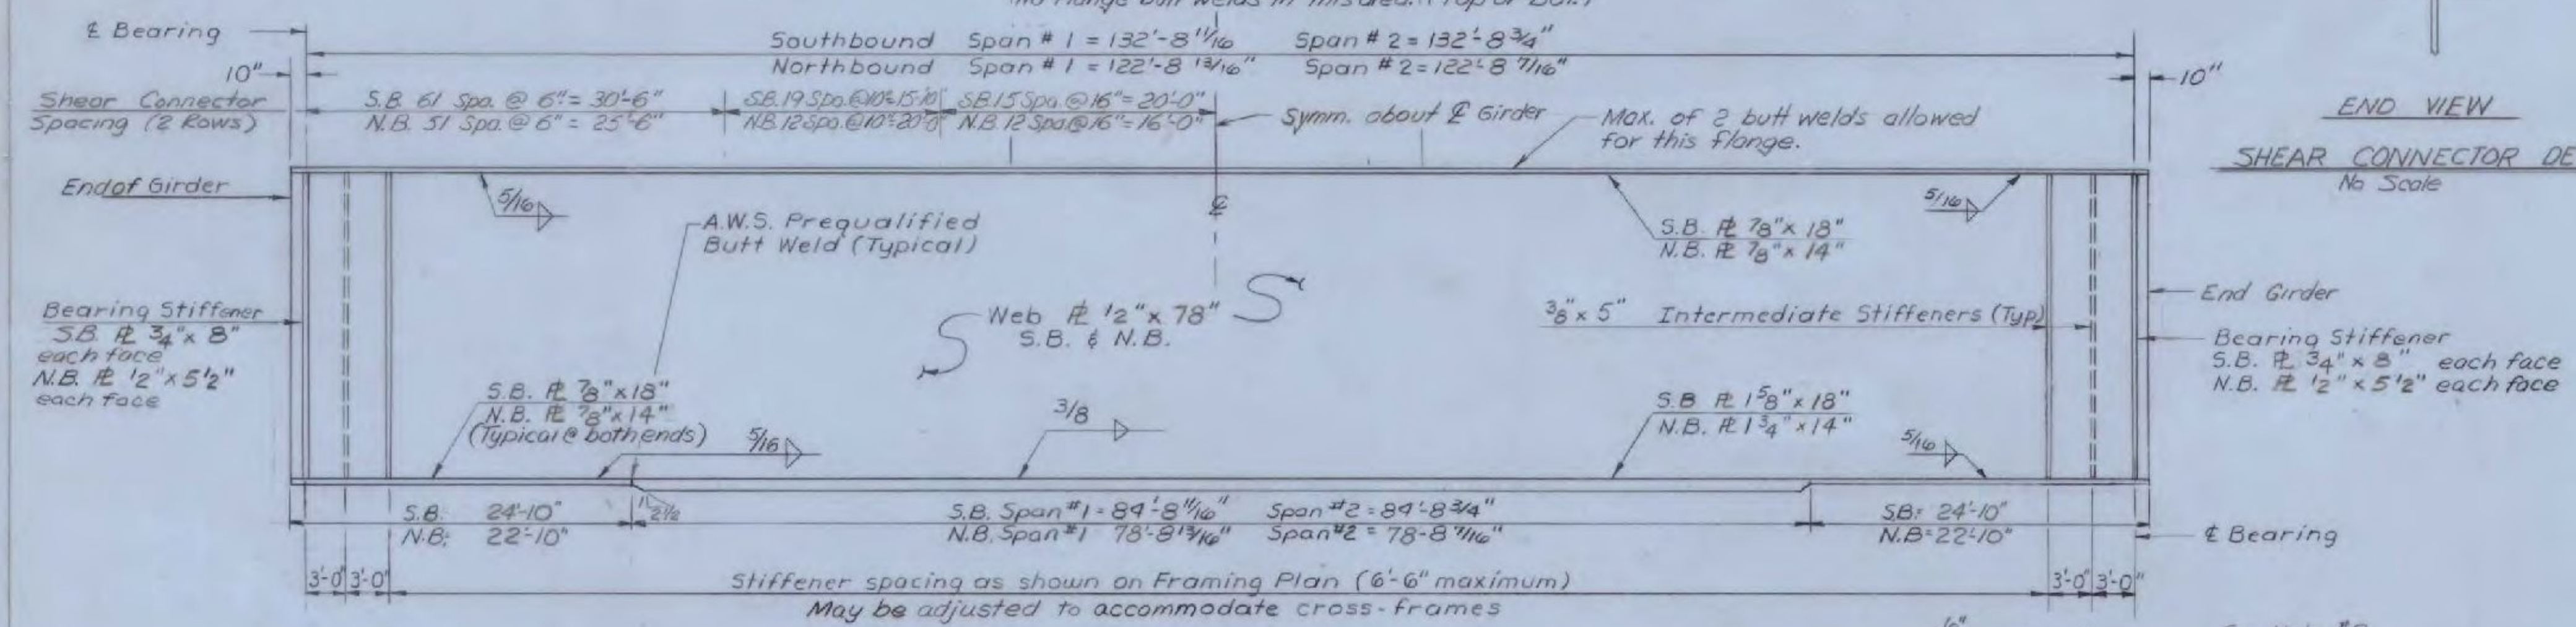 ℄ Bearing
10"
Southbound Span # 1 = 132'-8 11/16" Span # 2 = 132'-8 3/4"
Northbound Span # 1 = 122'-8 13/16" Span # 2 = 122'-8 7/16"
10"
Shear Connector
Spacing (2 Rows)
S.B. 61 Spa. @ 6" = 30'-6"
N.B. 51 Spa. @ 6" = 25'-6"
S.B. 19 Spa. @ 10" = 15'-10"
N.B. 12 Spa. @ 10" = 20'-0"
S.B. 15 Spa. @ 16" = 20'-0"
N.B. 12 Spa. @ 16" = 16'-0"
Symm. about ℄ Girder
Max. of 2 butt welds allowed
for this flange.
END VIEW
SHEAR CONNECTOR DE
No Scale
End of Girder
5/16
A.W.S. Prequalified
Butt Weld (Typical)
℄
S.B. ℔ 7/8" x 18"
N.B. ℔ 7/8" x 14"
5/16
Bearing Stiffener
S.B. ℔ 3/4" x 8"
each face
N.B. ℔ 1/2" x 5 1/2"
each face
Web ℔ 1/2" x 78"
S.B. & N.B.
3/8" x 5" Intermediate Stiffeners (Typ)
End Girder
Bearing Stiffener
S.B. ℔ 3/4" x 8" each face
N.B. ℔ 1/2" x 5 1/2" each face
S.B. ℔ 7/8" x 18"
N.B. ℔ 7/8" x 14"
(Typical @ both ends)
5/16
3/8
S.B ℔ 1 5/8" x 18"
N.B. ℔ 1 3/4" x 14"
5/16
S.B. 24'-10"
N.B: 22'-10"
1
2 1/2
S.B. Span #1 = 84'-8 11/16" Span #2 = 84'-8 3/4"
N.B. Span #1 78'-8 13/16" Span #2 = 78-8 7/16"
S.B: 24'-10"
N.B = 22'-10"
℄ Bearing
3'-0" 3'-0"
Stiffener spacing as shown on Framing Plan (6'-6" maximum)
May be adjusted to accommodate cross-frames
3'-0" 3'-0"